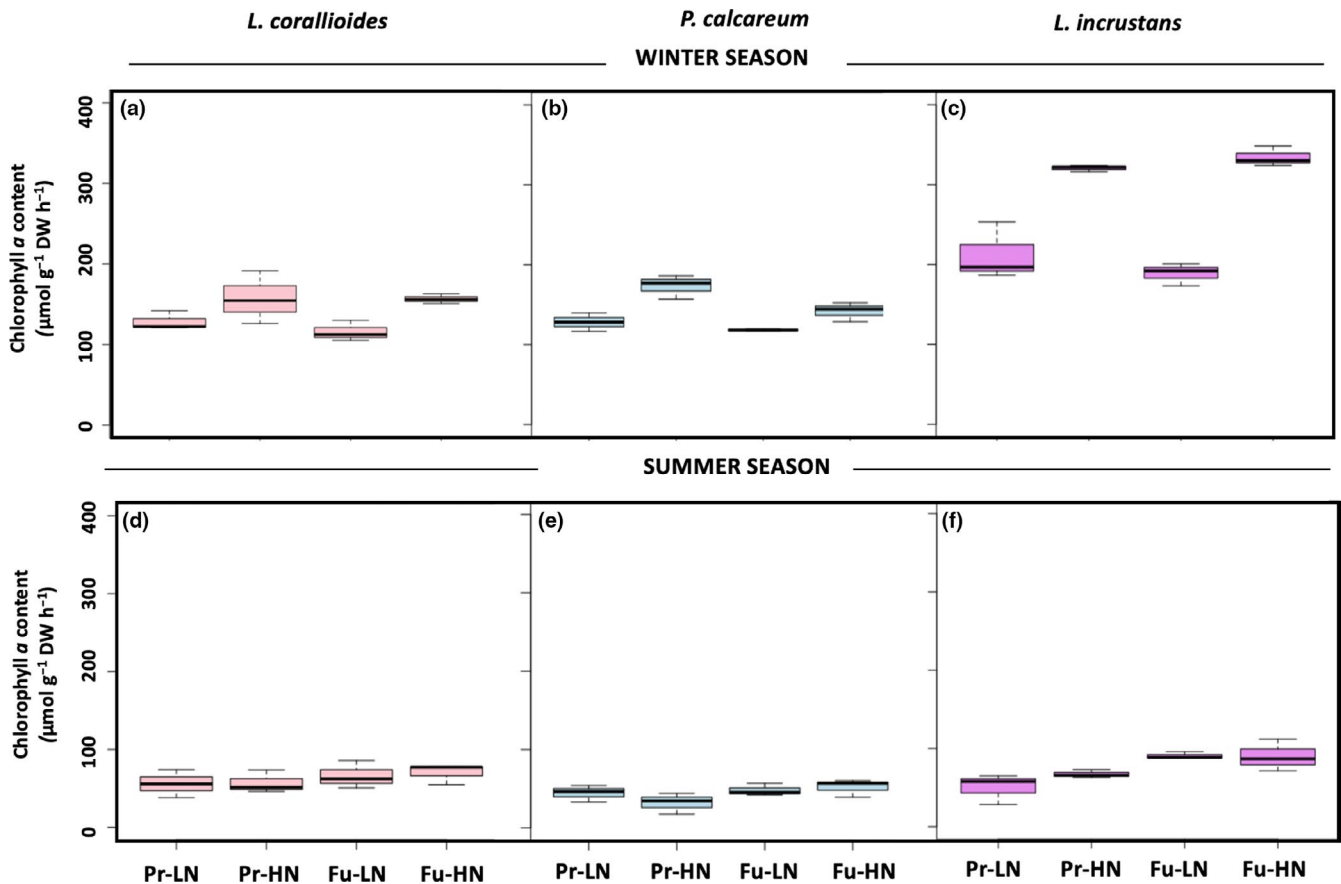 L. corallioides P. calcareum L. incrustans
WINTER SEASON
(a) (b) (c)
Chlorophyll a content
(µmol g⁻¹ DW h⁻¹)
400
300
200
100
0
SUMMER SEASON
(d) (e) (f)
Chlorophyll a content
(µmol g⁻¹ DW h⁻¹)
400
300
200
100
0
Pr-LN Pr-HN Fu-LN Fu-HN Pr-LN Pr-HN Fu-LN Fu-HN Pr-LN Pr-HN Fu-LN Fu-HN